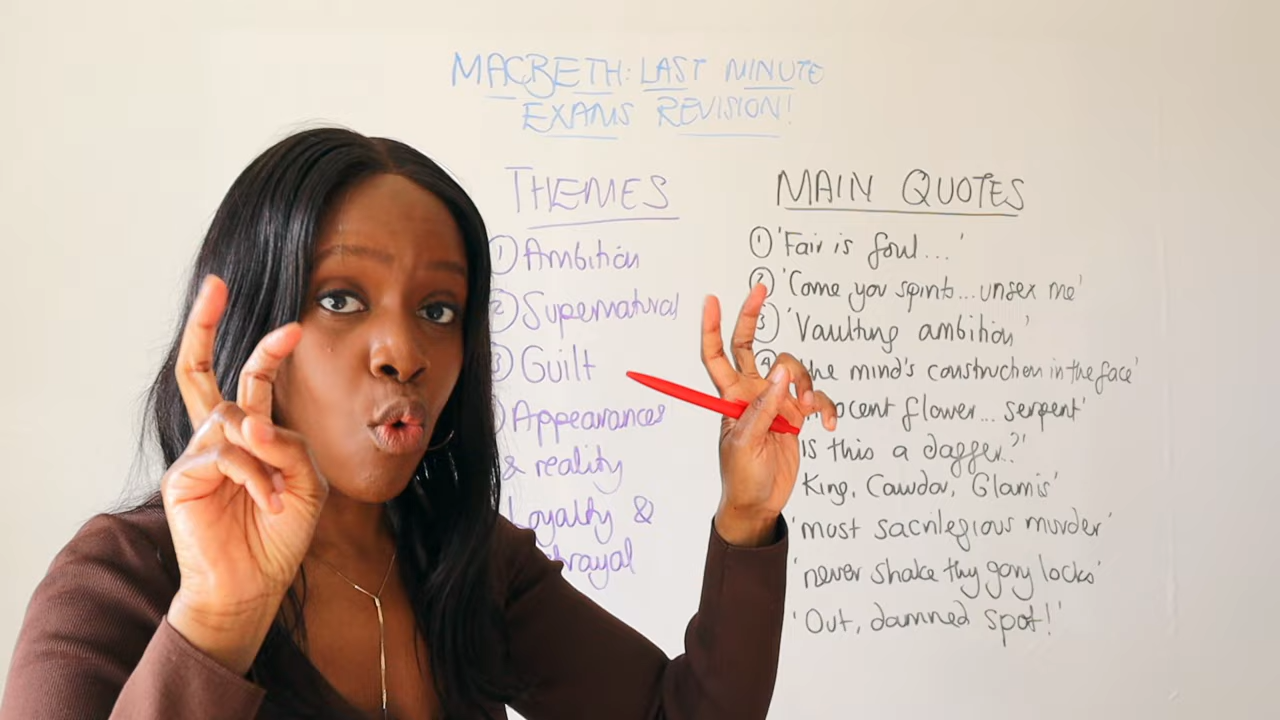 MACBETH: LAST MINUTE
EXAMS REVISION!
THEMES
① Ambition
② Supernatural
③ Guilt
Appearances
& reality
Loyalty &
trayal
MAIN QUOTES
① 'Fair is foul...'
② 'Come you spirits...unsex me'
③ 'Vaulting ambition'
④ the mind's construction in the face'
nocent flower... serpent'
is this a dagger?'
King, Cawdor, Glamis'
'most sacrilegious murder'
'never shake thy gory locks'
'Out, damned spot!'